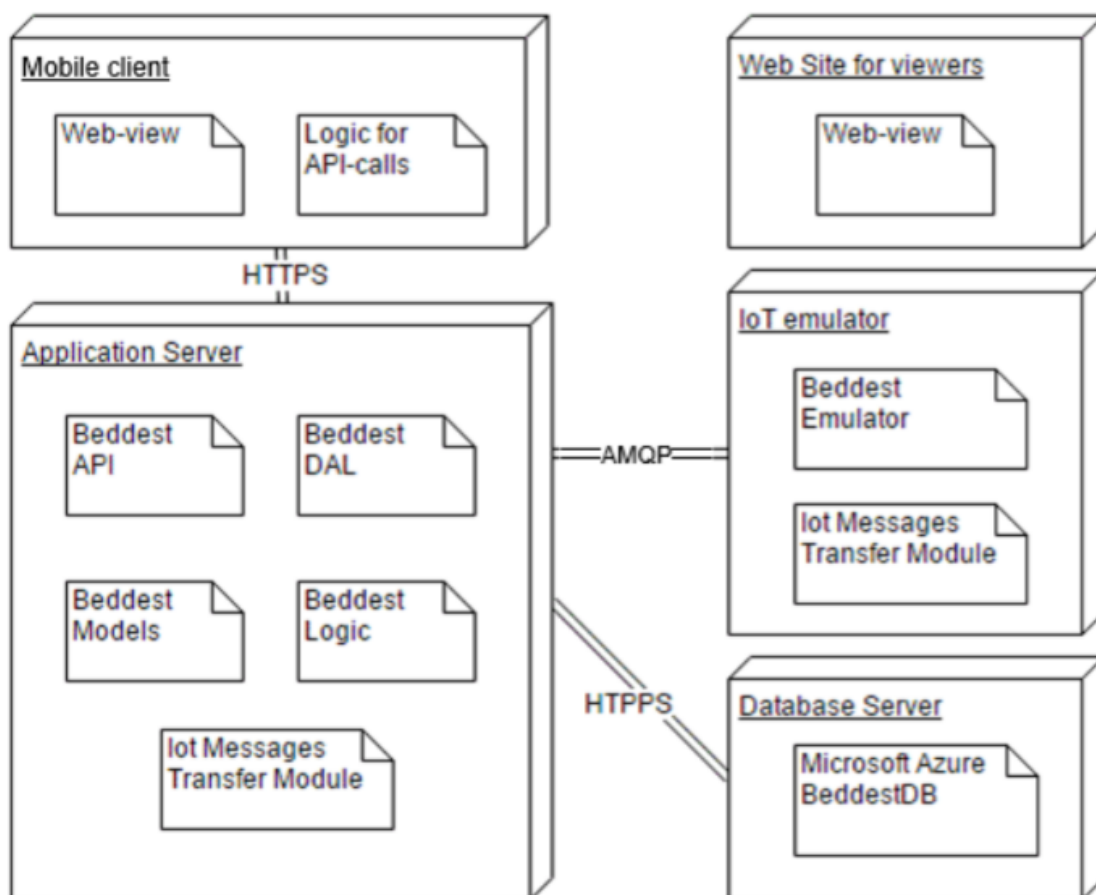 Mobile client
Web-view
Logic for
API-calls
Web Site for viewers
Web-view
HTTPS
Application Server
Beddest
API
Beddest
DAL
Beddest
Models
Beddest
Logic
Iot Messages
Transfer Module
AMQP
IoT emulator
Beddest
Emulator
Iot Messages
Transfer Module
HTPPS
Database Server
Microsoft Azure
BeddestDB